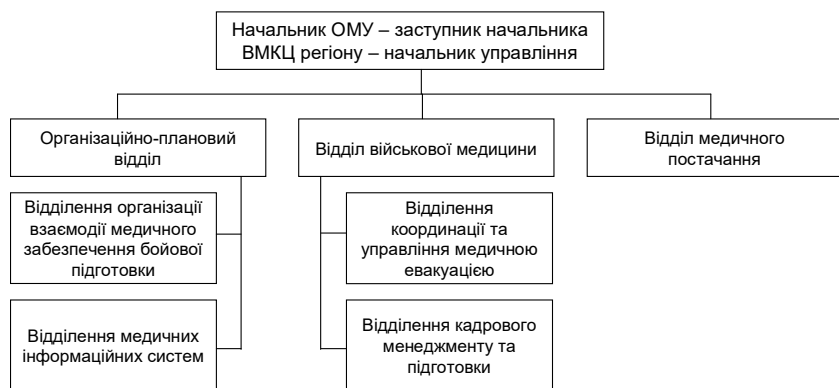 Начальник ОМУ – заступник начальника
ВМКЦ регіону – начальник управління
Організаційно-плановий
відділ
Відділ військової медицини
Відділ медичного
постачання
Відділення організації
взаємодії медичного
забезпечення бойової
підготовки
Відділення
координації та
управління медичною
евакуацією
Відділення медичних
інформаційних систем
Відділення кадрового
менеджменту та
підготовки